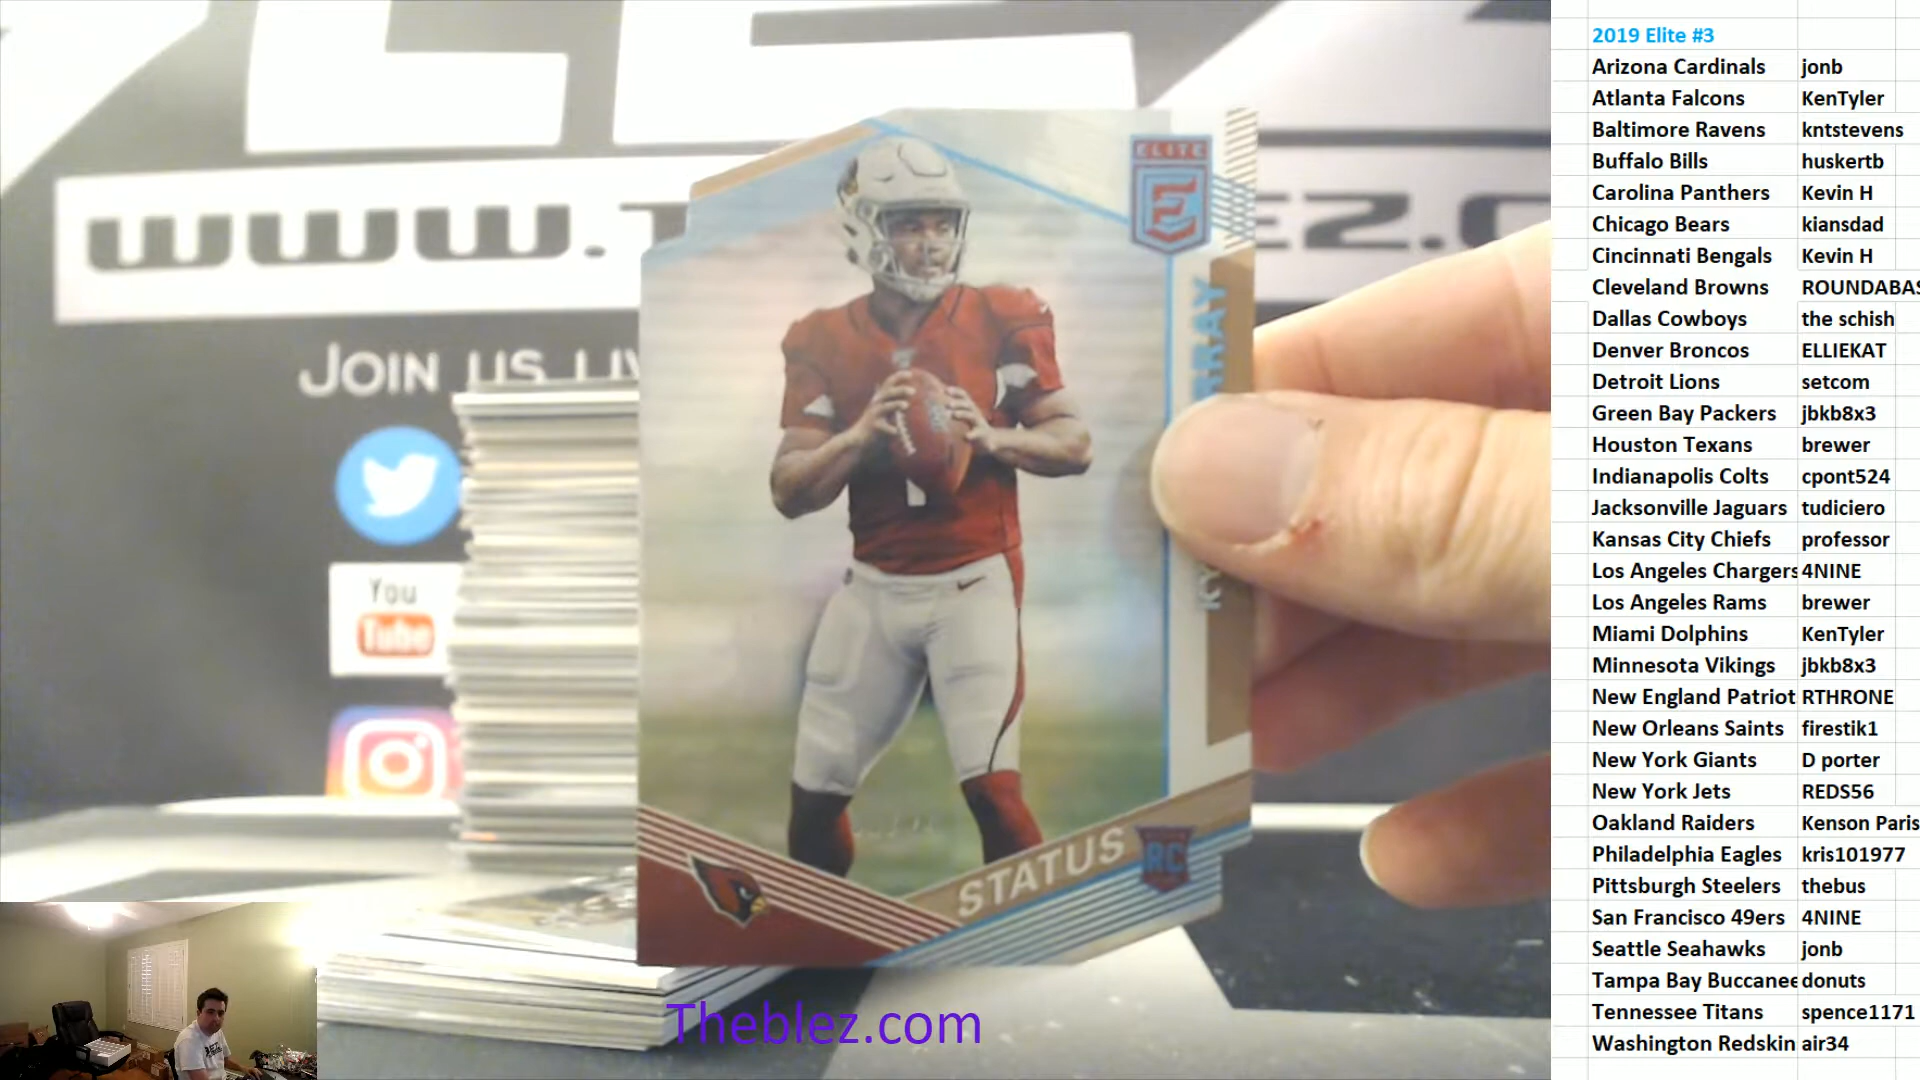 www.T
EZ.C
JOIN US LIV
You
Tube
ELITE
E
RRAY
KY
STATUS
RC
Theblez.com
2019 Elite #3
Arizona Cardinals jonb
Atlanta Falcons KenTyler
Baltimore Ravens kntstevens
Buffalo Bills huskertb
Carolina Panthers Kevin H
Chicago Bears kiansdad
Cincinnati Bengals Kevin H
Cleveland Browns ROUNDABAS
Dallas Cowboys the schish
Denver Broncos ELLIEKAT
Detroit Lions setcom
Green Bay Packers jbkb8x3
Houston Texans brewer
Indianapolis Colts cpont524
Jacksonville Jaguars tudiciero
Kansas City Chiefs professor
Los Angeles Chargers 4NINE
Los Angeles Rams brewer
Miami Dolphins KenTyler
Minnesota Vikings jbkb8x3
New England Patriot RTHRONE
New Orleans Saints firestik1
New York Giants D porter
New York Jets REDS56
Oakland Raiders Kenson Paris
Philadelphia Eagles kris101977
Pittsburgh Steelers thebus
San Francisco 49ers 4NINE
Seattle Seahawks jonb
Tampa Bay Buccanee donuts
Tennessee Titans spence1171
Washington Redskin air34